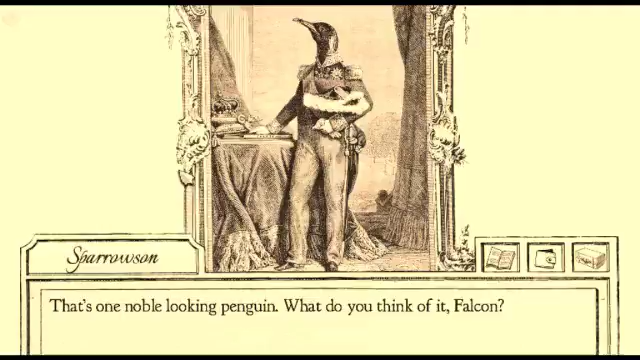 Sparrowson
That's one noble looking penguin. What do you think of it, Falcon?